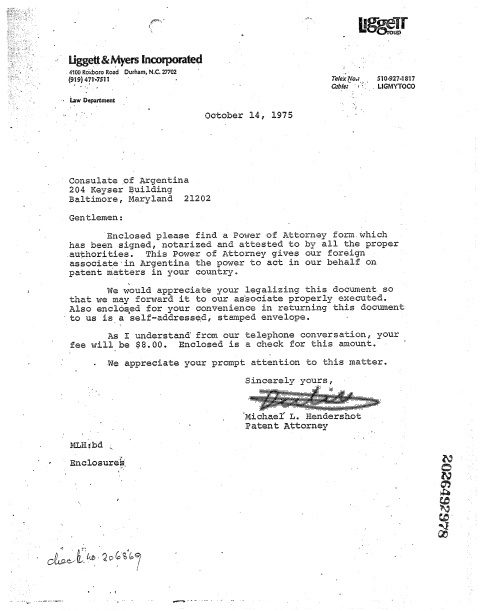 Liggett
Group
Liggett & Myers Incorporated
4100 Roxboro Road Durham, N.C. 27702
(919) 471-7511
Telex No.: 510-927-1817
Cable: LIGMYTOCO
Law Department
October 14, 1975
Consulate of Argentina
204 Keyser Building
Baltimore, Maryland 21202
Gentlemen:
Enclosed please find a Power of Attorney form which
has been signed, notarized and attested to by all the proper
authorities. This Power of Attorney gives our foreign
associate in Argentina the power to act in our behalf on
patent matters in your country.
We would appreciate your legalizing this document so
that we may forward it to our associate properly executed.
Also enclosed for your convenience in returning this document
to us is a self-addressed, stamped envelope.
As I understand from our telephone conversation, your
fee will be $8.00. Enclosed is a check for this amount.
We appreciate your prompt attention to this matter.
Sincerely yours,
Michael L. Hendershot
Patent Attorney
MLH:bd
Enclosures
check no. 206869
2026492978